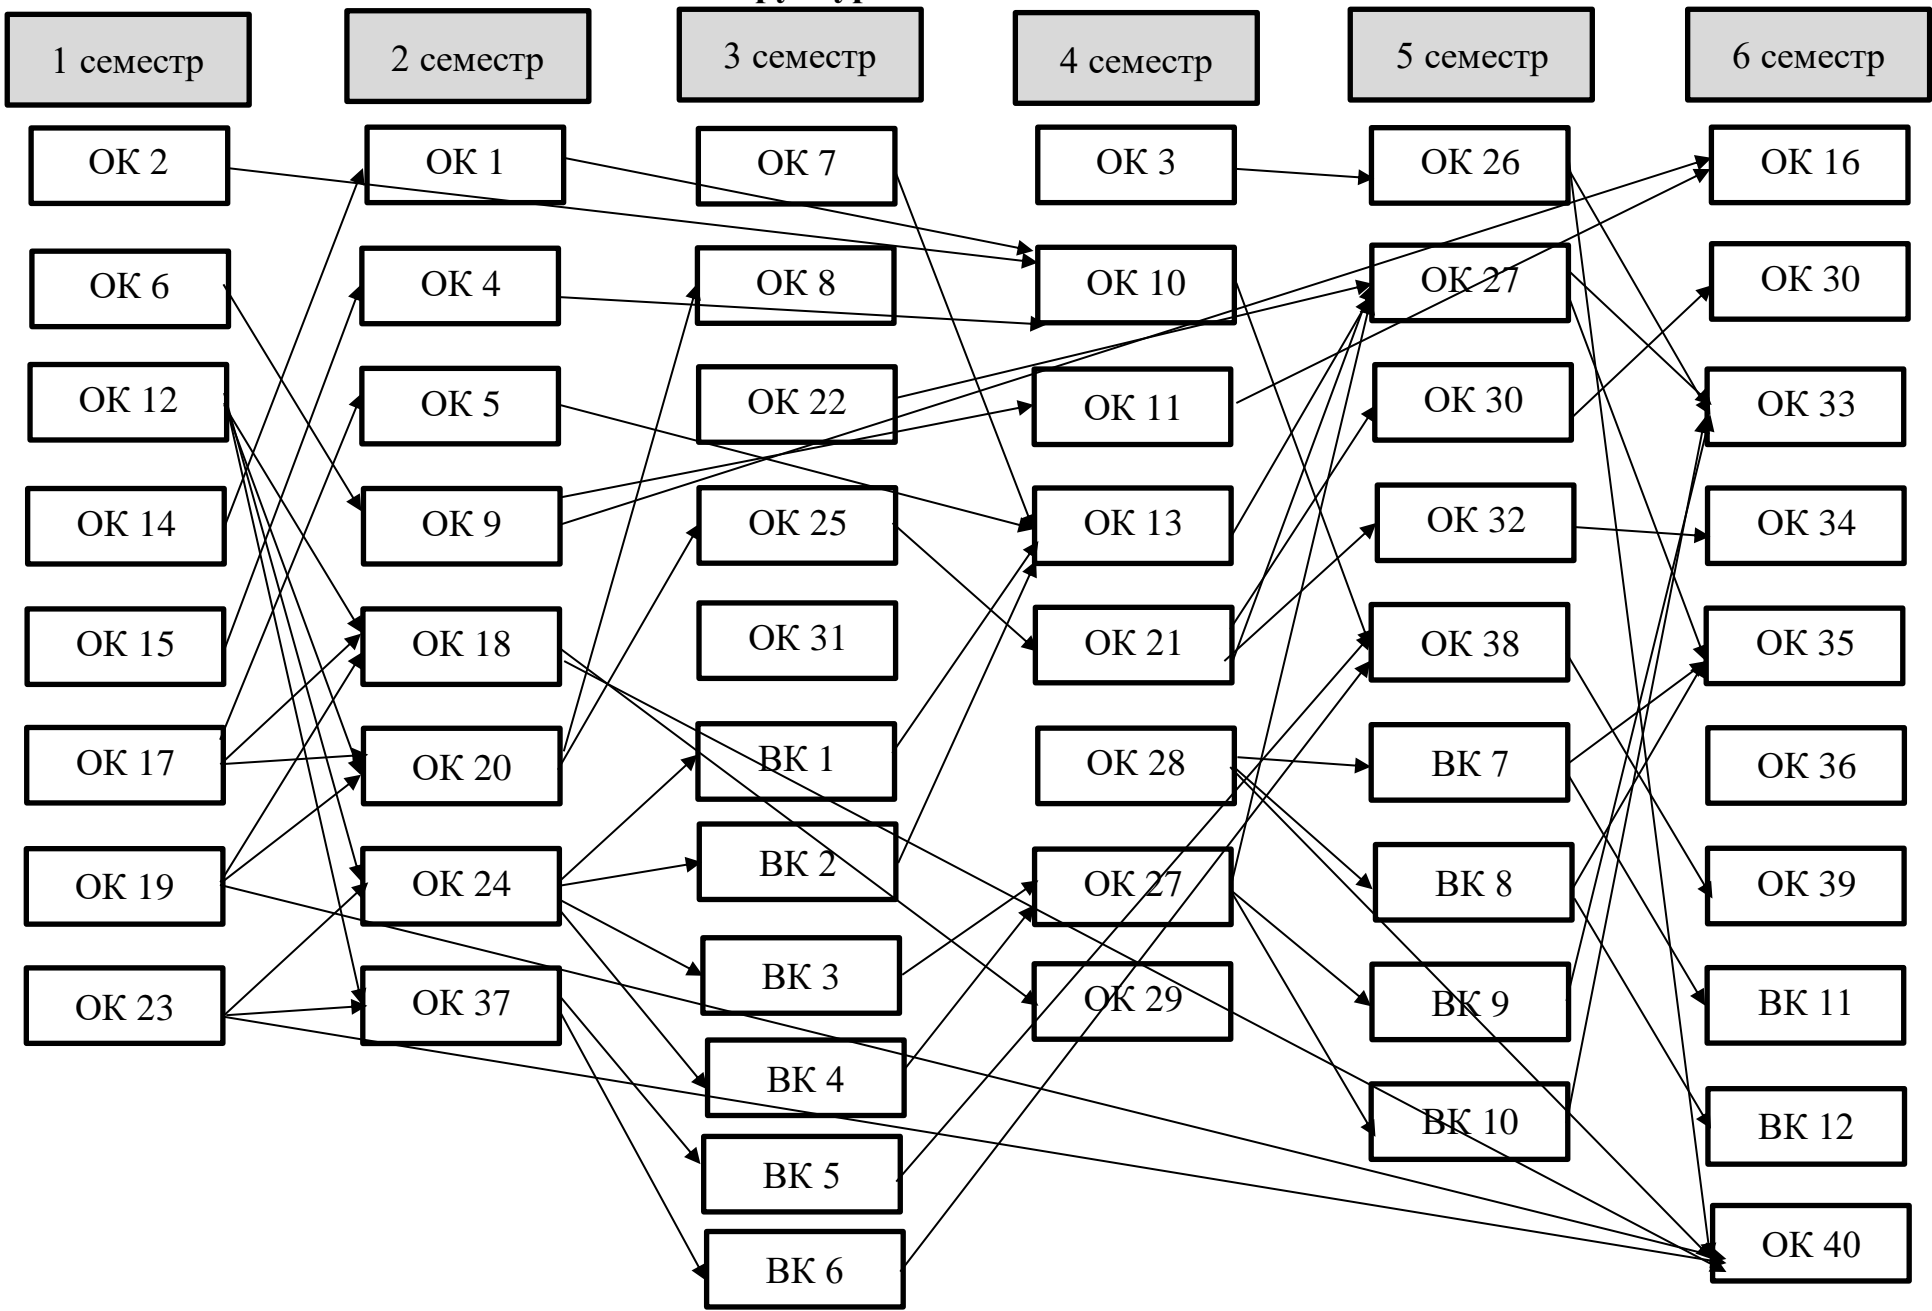 1 семестр
2 семестр
3 семестр
4 семестр
5 семестр
6 семестр
ОК 2
ОК 1
ОК 7
ОК 3
ОК 26
ОК 16
ОК 6
ОК 4
ОК 8
ОК 10
ОК 27
ОК 30
ОК 12
ОК 5
ОК 22
ОК 11
ОК 30
ОК 33
ОК 14
ОК 9
ОК 25
ОК 13
ОК 32
ОК 34
ОК 15
ОК 18
ОК 31
ОК 21
ОК 38
ОК 35
ОК 17
ОК 20
ВК 1
ОК 28
ВК 7
ОК 36
ОК 19
ОК 24
ВК 2
ОК 27
ВК 8
ОК 39
ОК 23
ОК 37
ВК 3
ОК 29
ВК 9
ВК 11
ВК 4
ВК 10
ВК 12
ВК 5
ВК 6
ОК 40